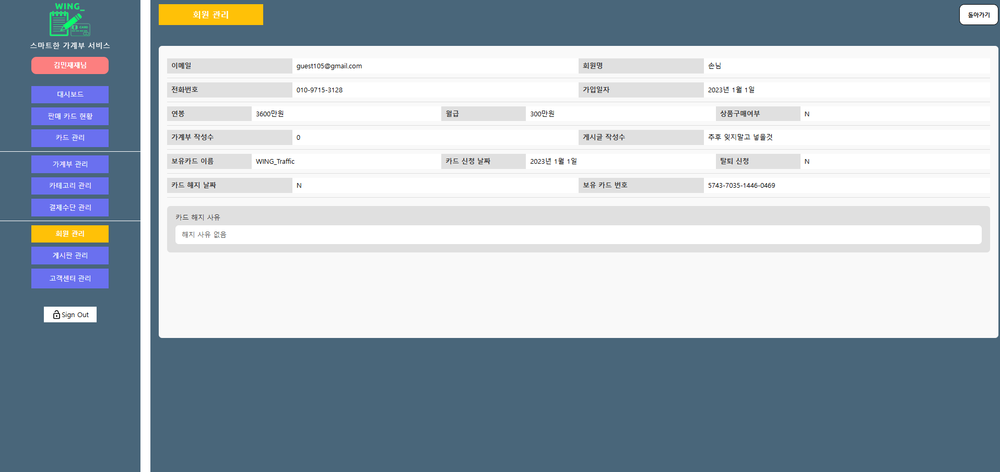 WING_
CARD
스마트한 가계부 서비스
김민재재님
대시보드
판매 카드 현황
카드 관리
가계부 관리
카테고리 관리
결제수단 관리
회원 관리
게시판 관리
고객센터 관리
Sign Out
회원 관리
돌아가기
이메일 guest105@gmail.com 회원명 손님
전화번호 010-9715-3128 가입일자 2023년 1월 1일
연봉 3600만원 월급 300만원 상품구매여부 N
가계부 작성수 0 게시글 작성수 추후 잊지말고 넣을것
보유카드 이름 WING_Traffic 카드 신청 날짜 2023년 1월 1일 탈퇴 신청 N
카드 해지 날짜 N 보유 카드 번호 5743-7035-1446-0469
카드 해지 사유
해지 사유 없음